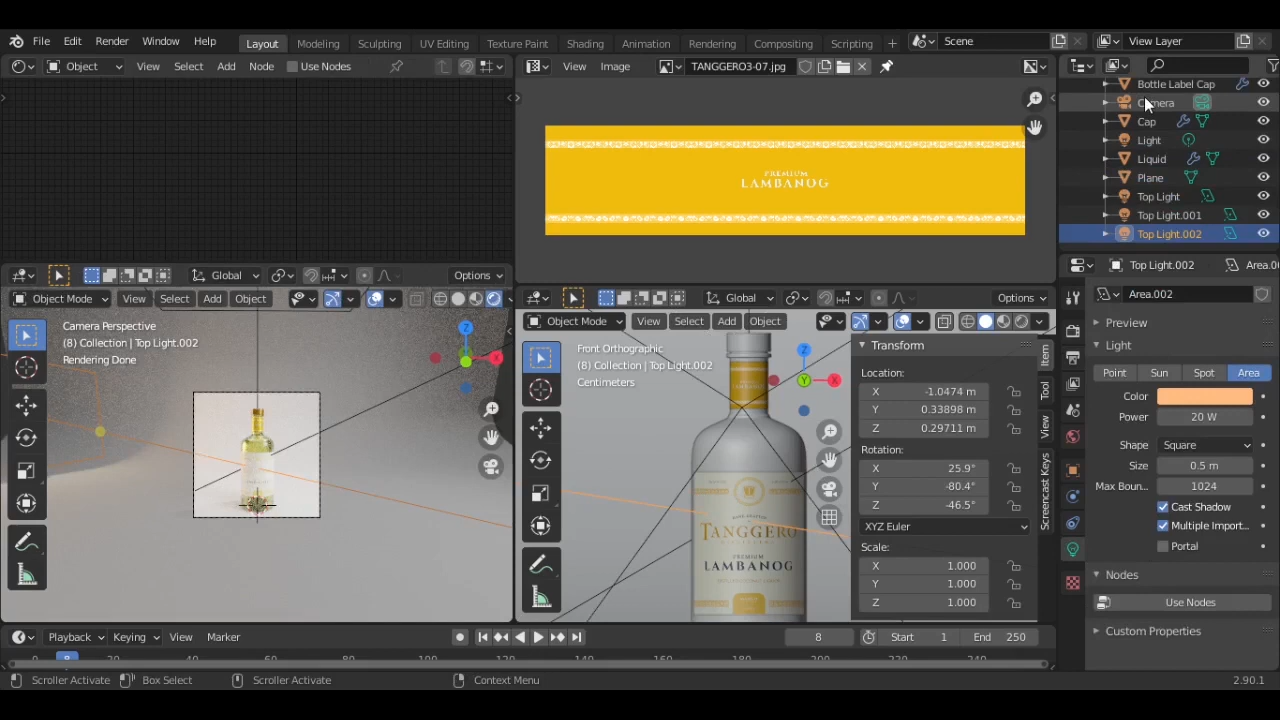 File Edit Render Window Help Layout Modeling Sculpting UV Editing Texture Paint Shading Animation Rendering Compositing Scripting + Scene View Layer
Object View Select Add Node Use Nodes View Image TANGGERO3-07.jpg
Bottle Label Cap
Camera
Cap
Light
Liquid
Plane
Top Light
Top Light.001
Top Light.002
PREMIUM
LAMBANOG
Global Options
Object Mode View Select Add Object
Camera Perspective
(8) Collection | Top Light.002
Rendering Done
X
Z
Global Options
Object Mode View Select Add Object
Front Orthographic
(8) Collection | Top Light.002
Centimeters
X
Y
Z
TANGGERO
PREMIUM
LAMBANOG
Transform
Location:
X -1.0474 m
Y 0.33898 m
Z 0.29711 m
Rotation:
X 25.9°
Y -80.4°
Z -46.5°
XYZ Euler
Scale:
X 1.000
Y 1.000
Z 1.000
Item
Tool
View
Screencast Keys
Top Light.002 Area.0
Area.002
Preview
Light
Point Sun Spot Area
Color
Power 20 W
Shape Square
Size 0.5 m
Max Boun... 1024
Cast Shadow
Multiple Import...
Portal
Nodes
Use Nodes
Custom Properties
Playback Keying View Marker 8 Start 1 End 250
8
Scroller Activate Box Select Scroller Activate Context Menu 2.90.1